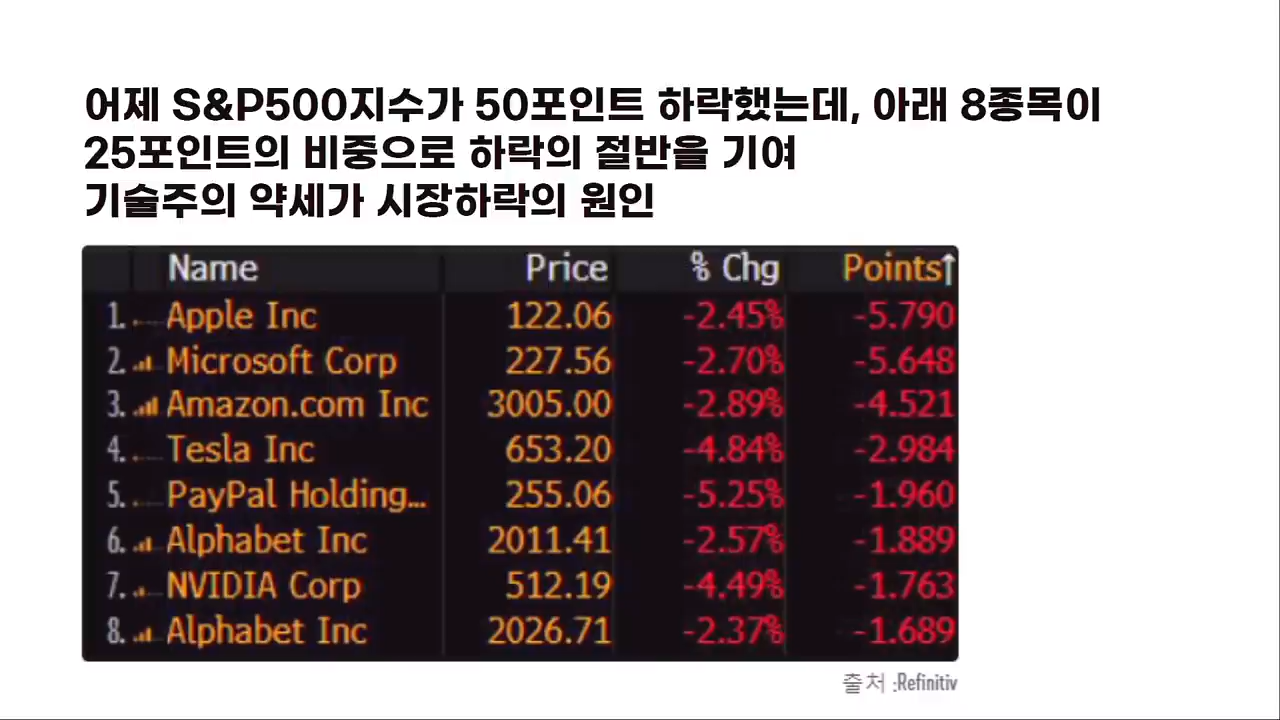 어제 S&P500지수가 50포인트 하락했는데, 아래 8종목이
25포인트의 비중으로 하락의 절반을 기여
기술주의 약세가 시장하락의 원인
Name Price % Chg Points↑
1. Apple Inc 122.06 -2.45% -5.790
2. Microsoft Corp 227.56 -2.70% -5.648
3. Amazon.com Inc 3005.00 -2.89% -4.521
4. Tesla Inc 653.20 -4.84% -2.984
5. PayPal Holding... 255.06 -5.25% -1.960
6. Alphabet Inc 2011.41 -2.57% -1.889
7. NVIDIA Corp 512.19 -4.49% -1.763
8. Alphabet Inc 2026.71 -2.37% -1.689
출처 :Refinitiv